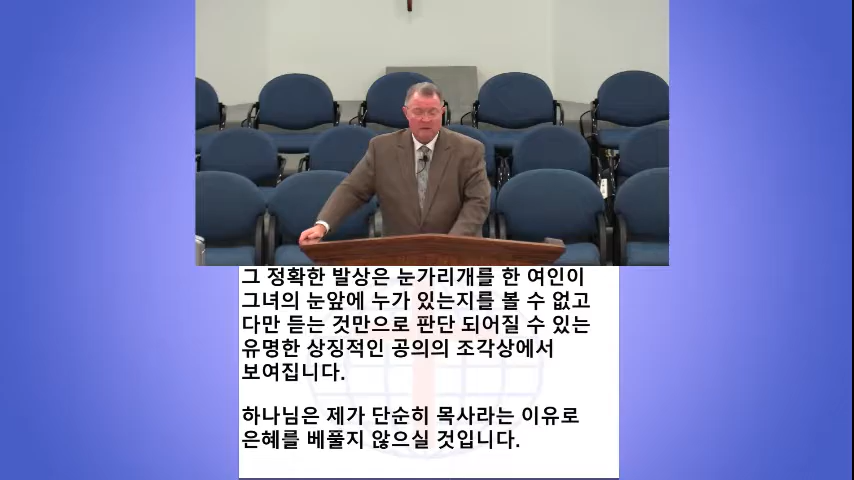 그 정확한 발상은 눈가리개를 한 여인이
그녀의 눈앞에 누가 있는지를 볼 수 없고
다만 듣는 것만으로 판단 되어질 수 있는
유명한 상징적인 공의의 조각상에서
보여집니다.
하나님은 제가 단순히 목사라는 이유로
은혜를 베풀지 않으실 것입니다.